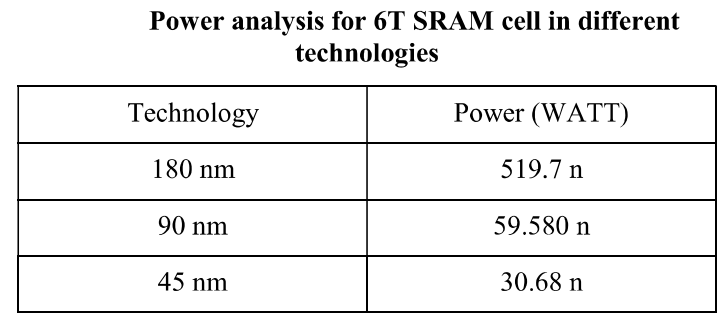 Power analysis for 6T SRAM cell in different
technologies
Technology Power (WATT)
180 nm 519.7 n
90 nm 59.580 n
45 nm 30.68 n